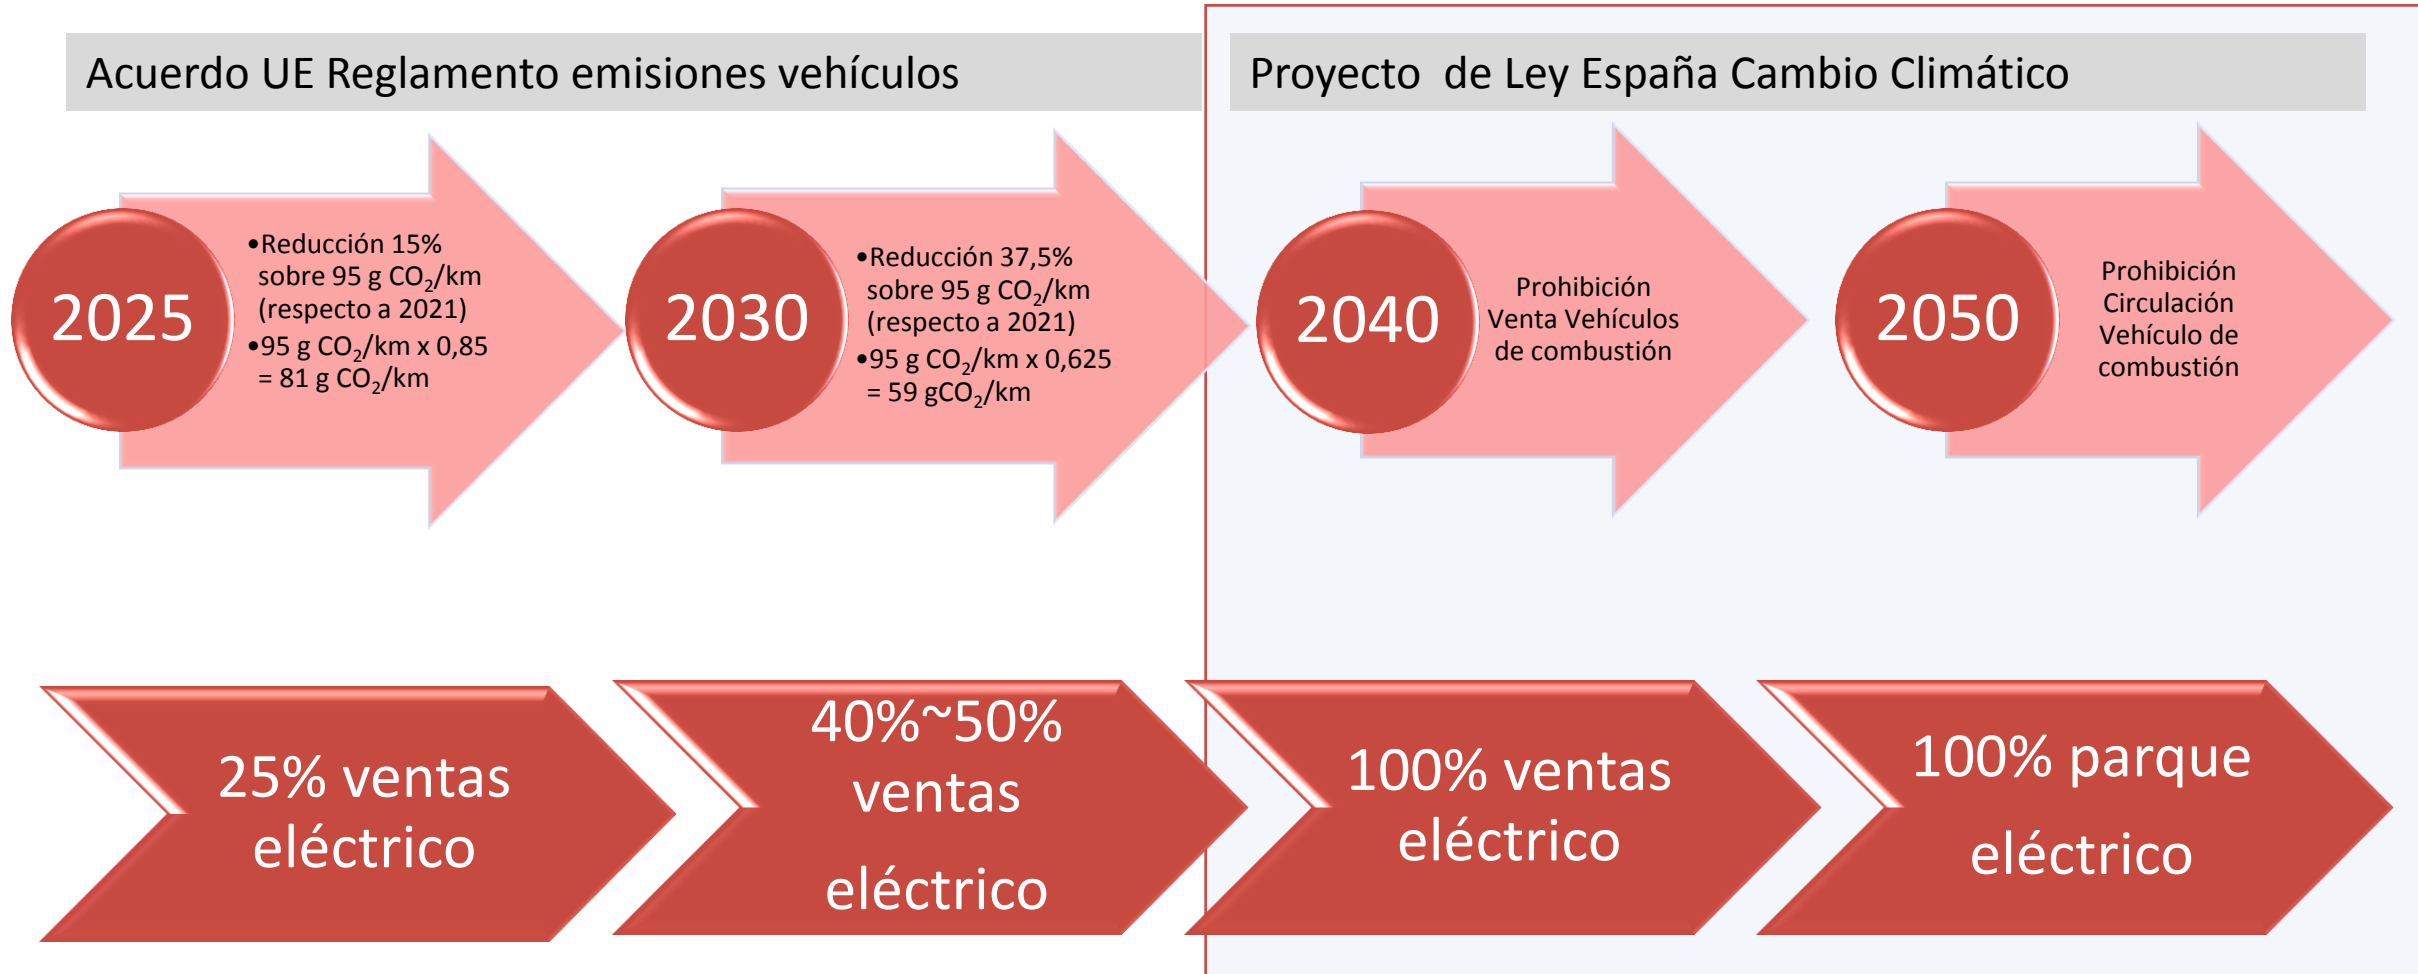 Acuerdo UE Reglamento emisiones vehículos
Proyecto de Ley España Cambio Climático
2025
•Reducción 15%
sobre 95 g CO₂/km
(respecto a 2021)
•95 g CO₂/km x 0,85
= 81 g CO₂/km
2030
•Reducción 37,5%
sobre 95 g CO₂/km
(respecto a 2021)
•95 g CO₂/km x 0,625
= 59 gCO₂/km
2040
Prohibición
Venta Vehículos
de combustión
2050
Prohibición
Circulación
Vehículo de
combustión
25% ventas
eléctrico
40%~50%
ventas
eléctrico
100% ventas
eléctrico
100% parque
eléctrico